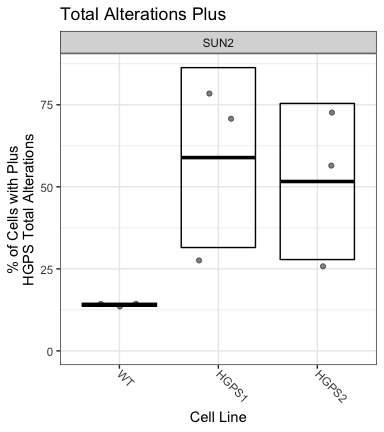 Total Alterations Plus
SUN2
% of Cells with Plus
HGPS Total Alterations
75
50
25
0
WT
HGPS1
HGPS2
Cell Line